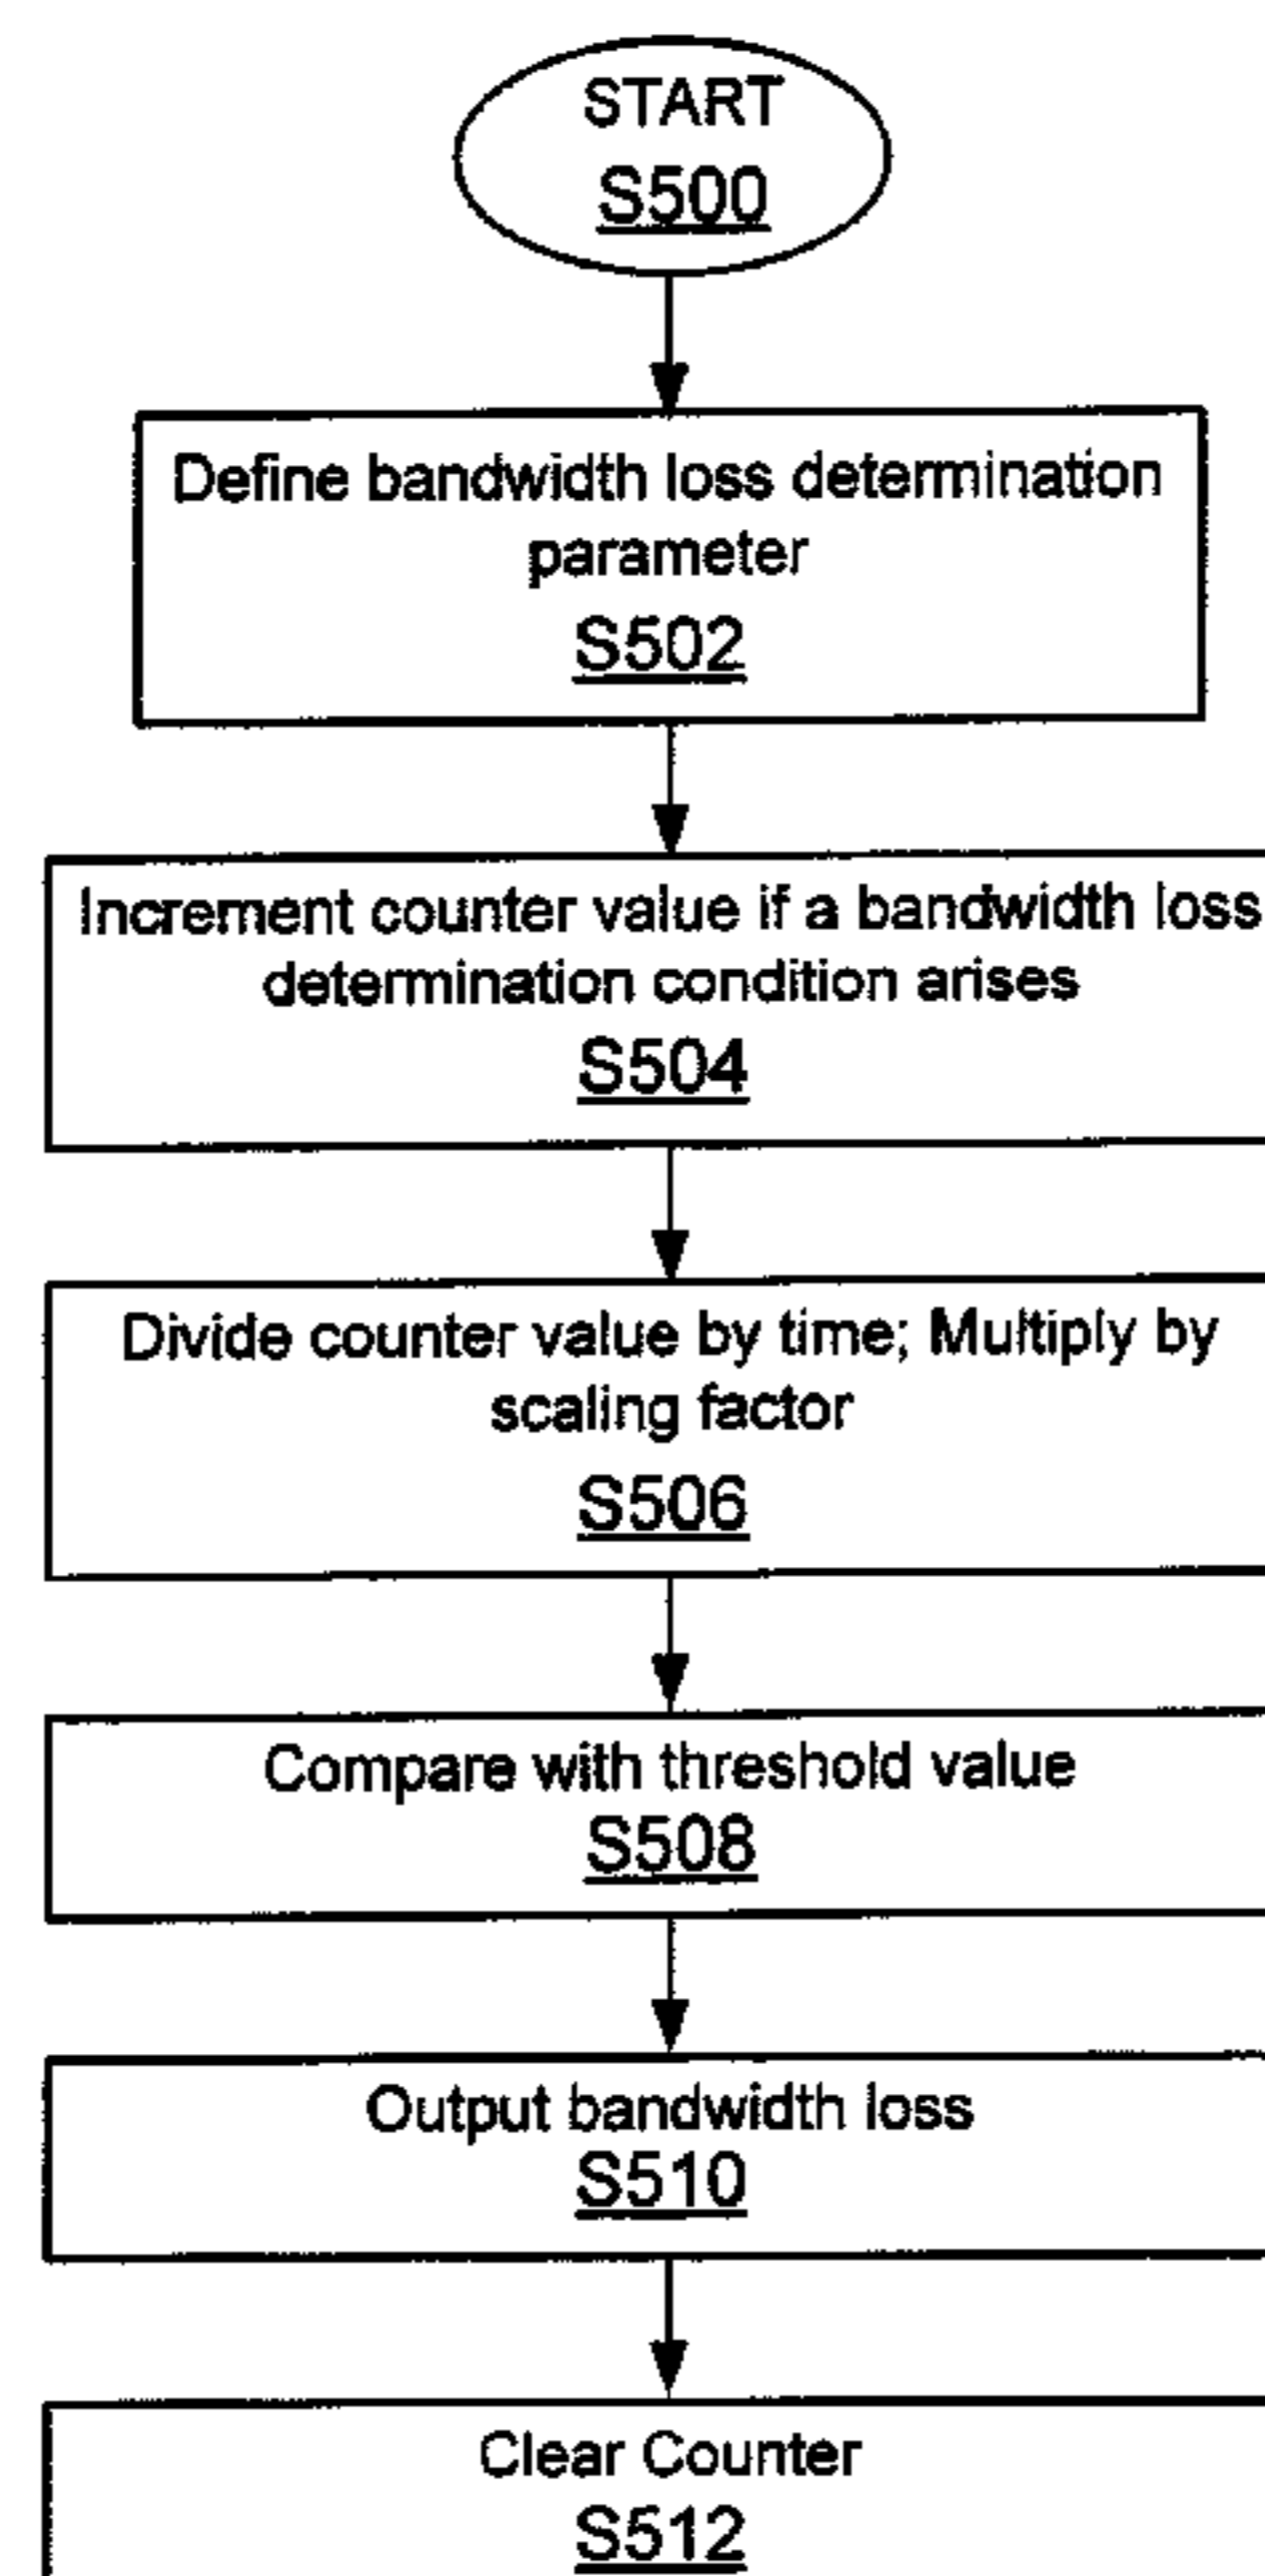 START
S500
Define bandwidth loss determination
parameter
S502
Increment counter value if a bandwidth loss
determination condition arises
S504
Divide counter value by time; Multiply by
scaling factor
S506
Compare with threshold value
S508
Output bandwidth loss
S510
Clear Counter
S512